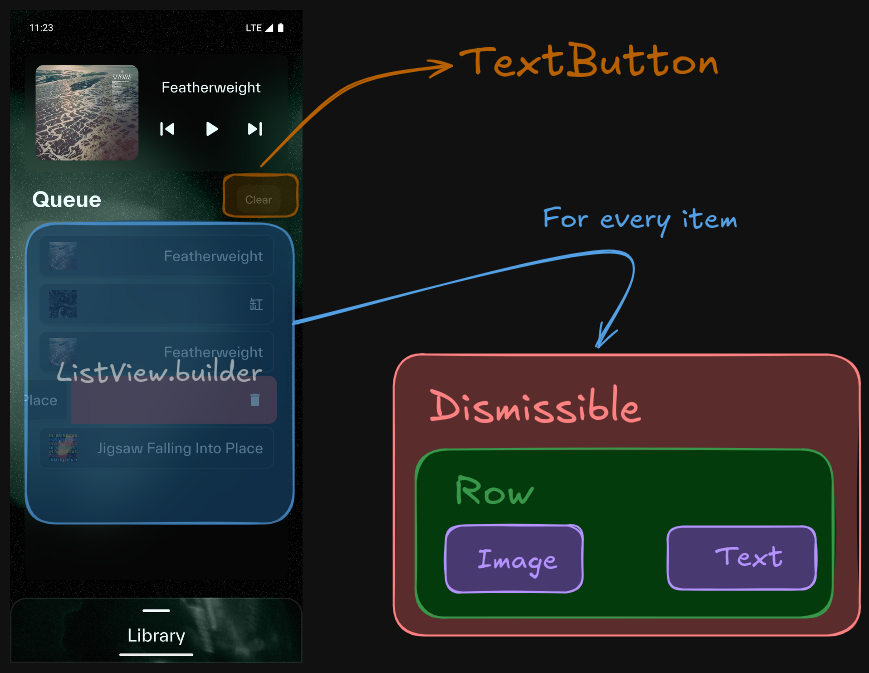 11:23
LTE
SHORE
Featherweight
TextButton
Queue
Clear
For every item
Featherweight
缸
Featherweight
ListView.builder
Place
Jigsaw Falling Into Place
Dismissible
Row
Image
Text
Library